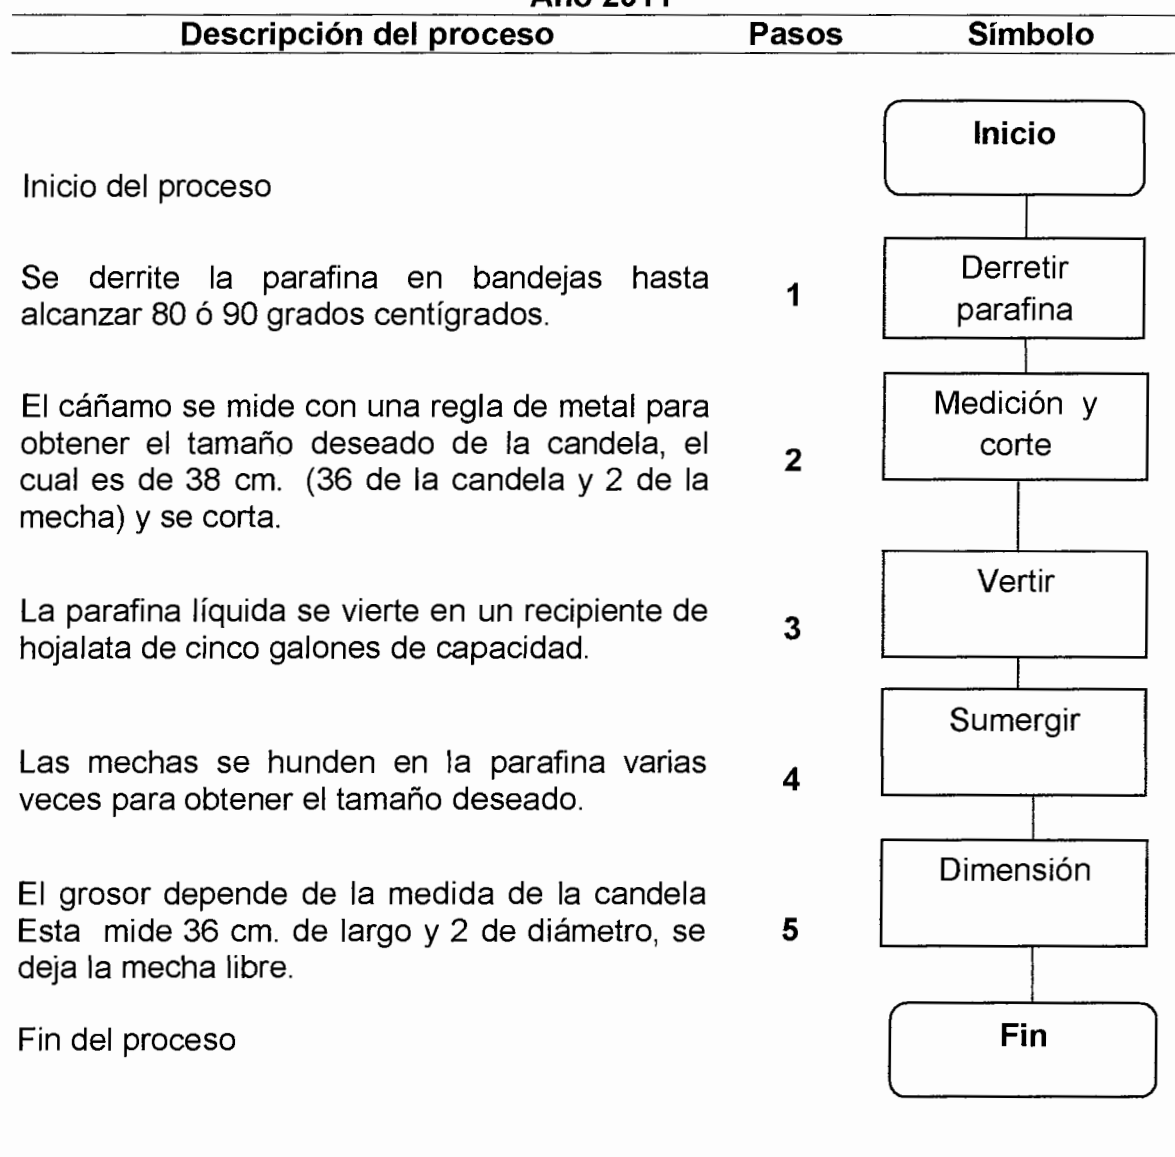 Año 2011
Descripción del proceso Pasos Símbolo
Inicio
Inicio del proceso
Se derrite la parafina en bandejas hasta
alcanzar 80 ó 90 grados centígrados.
1
Derretir
parafina
El cáñamo se mide con una regla de metal para
obtener el tamaño deseado de la candela, el
cual es de 38 cm. (36 de la candela y 2 de la
mecha) y se corta.
2
Medición y
corte
La parafina líquida se vierte en un recipiente de
hojalata de cinco galones de capacidad.
3
Vertir
Las mechas se hunden en la parafina varias
veces para obtener el tamaño deseado.
4
Sumergir
El grosor depende de la medida de la candela
Esta mide 36 cm. de largo y 2 de diámetro, se
deja la mecha libre.
5
Dimensión
Fin del proceso
Fin